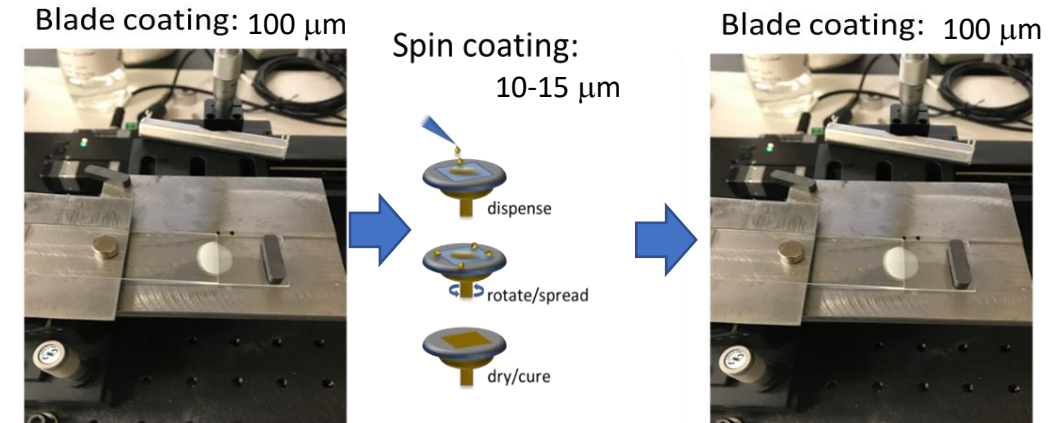 Blade coating: 100 μm
Spin coating:
10-15 μm
dispense
rotate/spread
dry/cure
Blade coating: 100 μm